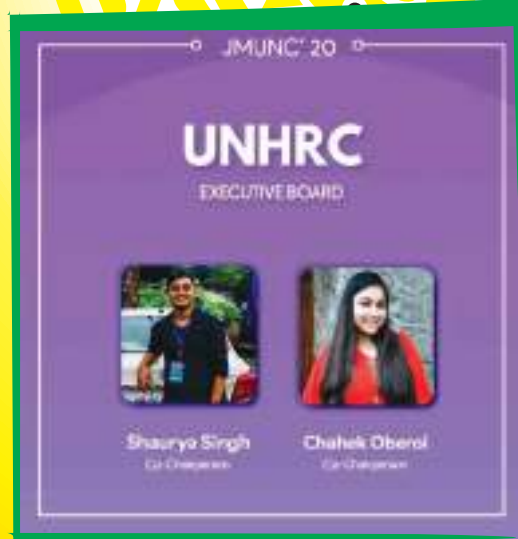 JMUNC' 20
UNHRC
EXECUTIVE BOARD
Shaurya Singh
Chahek Oberoi
Co-Chairperson
Co-Chairperson